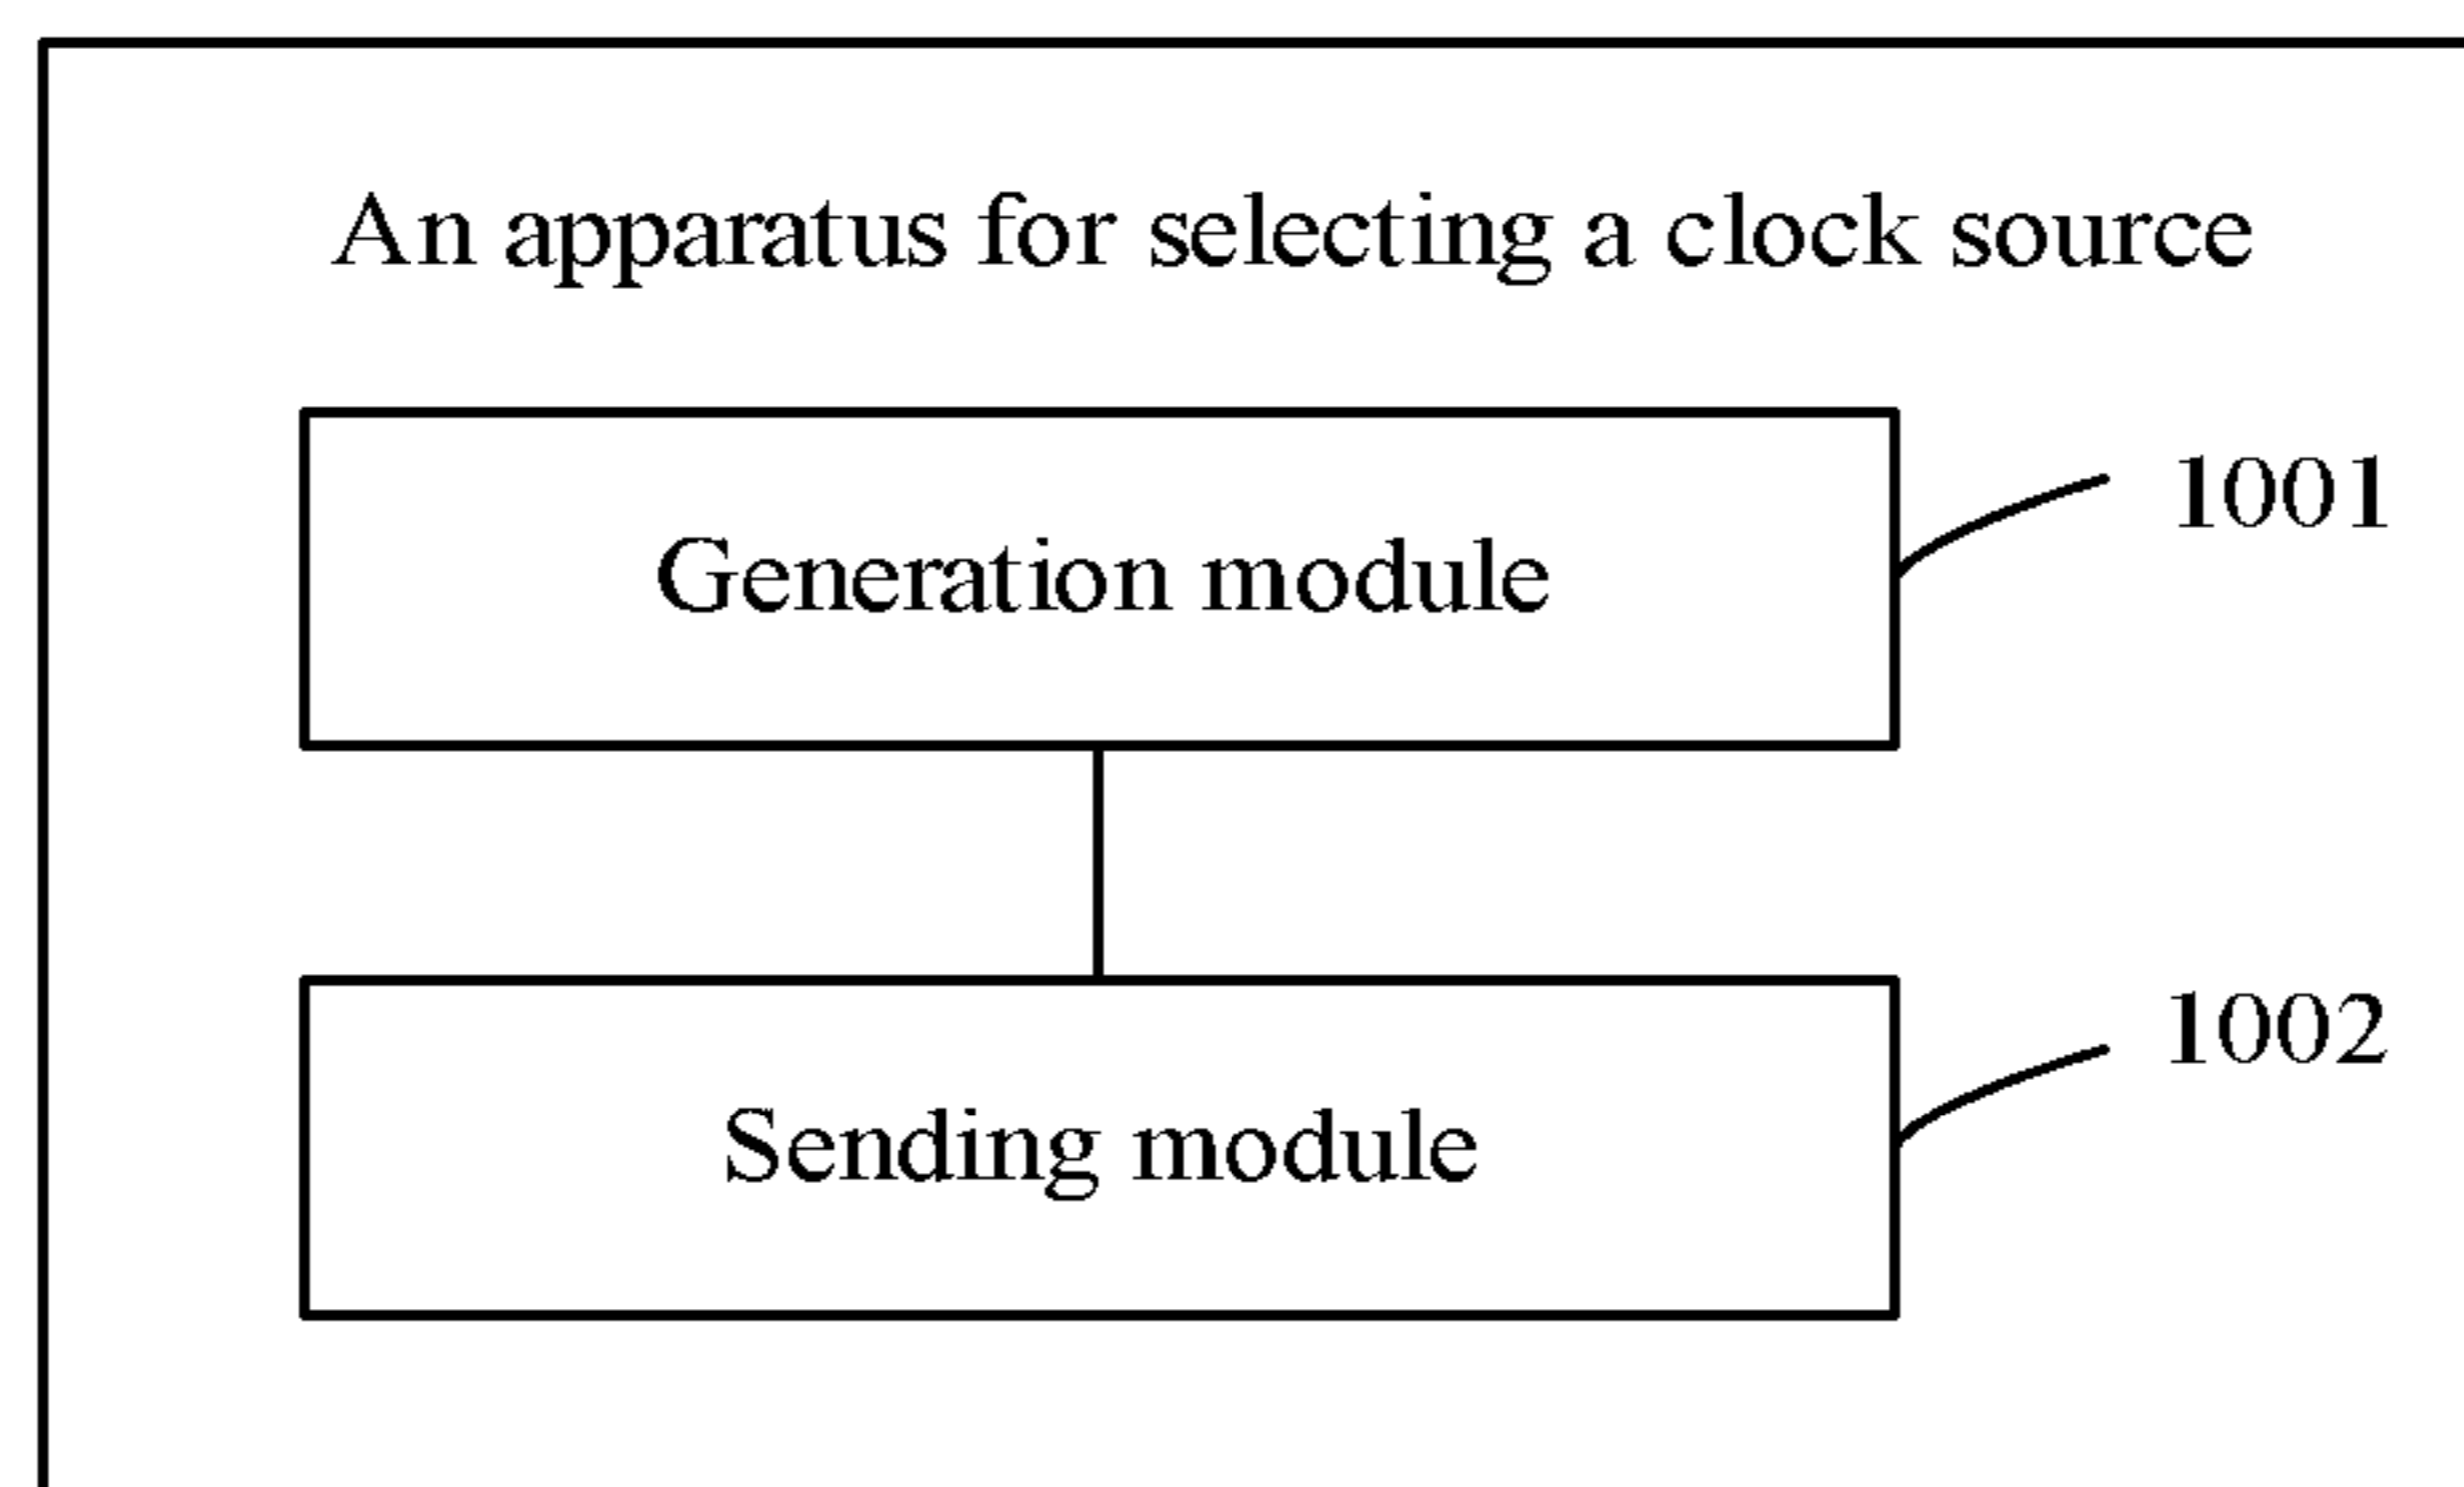 An apparatus for selecting a clock source
Generation module
1001
Sending module
1002